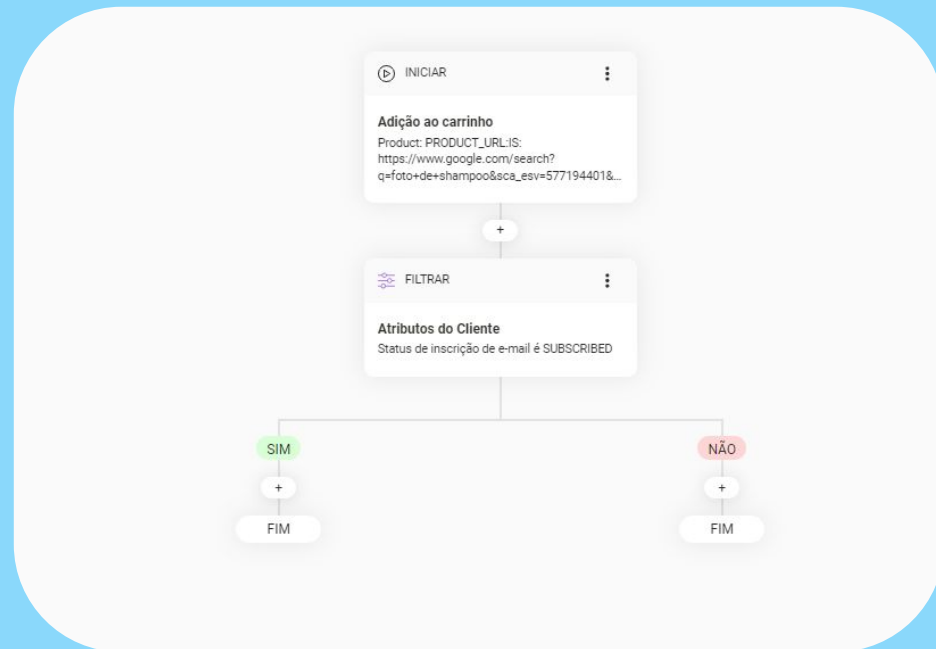 INICIAR
Adição ao carrinho
Product: PRODUCT_URL:IS:
https://www.google.com/search?
q=foto+de+shampoo&sca_esv=577194401&...
+
FILTRAR
Atributos do Cliente
Status de inscrição de e-mail é SUBSCRIBED
SIM
NÃO
+
+
FIM
FIM